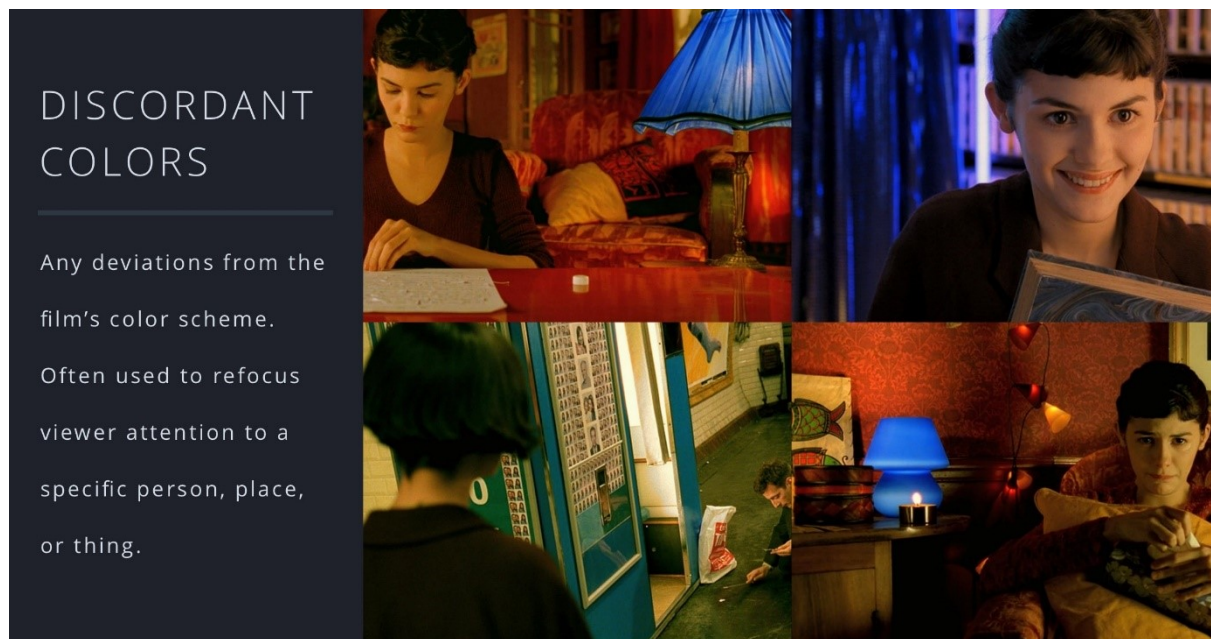 DISCORDANT
COLORS
Any deviations from the
film’s color scheme.
Often used to refocus
viewer attention to a
specific person, place,
or thing.